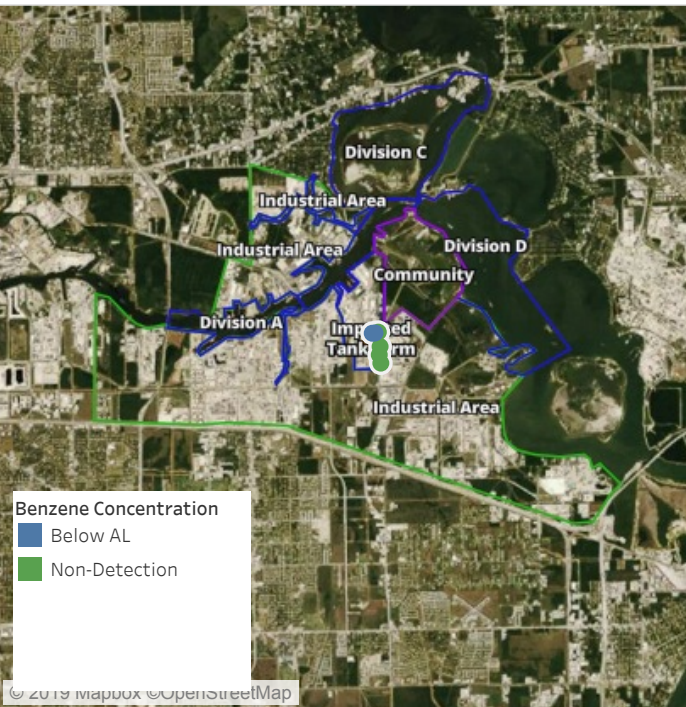 Division C
Industrial Area
Industrial Area
Division D
Community
Division A
Tank
Industrial Area
Benzene Concentration
Below AL
Non-Detection
© 2019 Mapbox ©OpenStreetMap